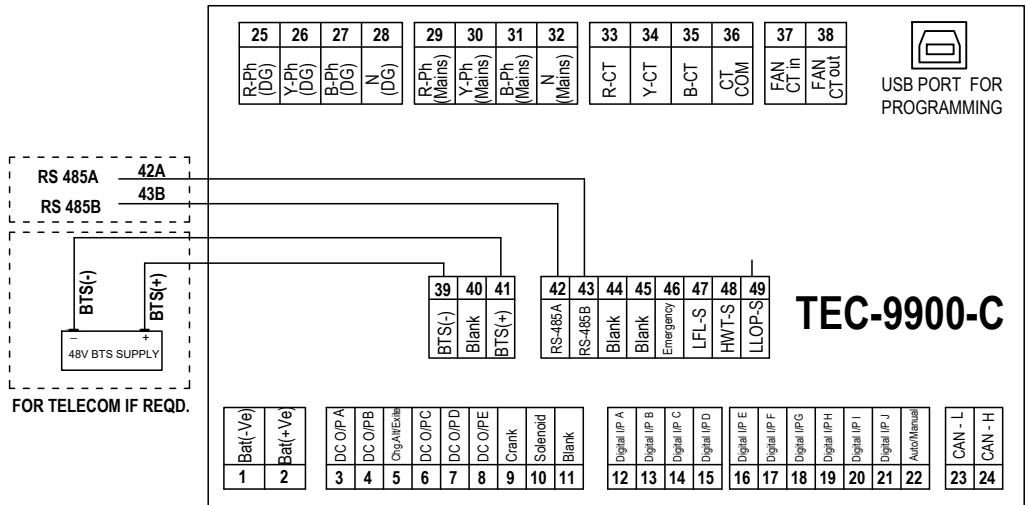 25 26 27 28 29 30 31 32 33 34 35 36 37 38
R-Ph (DG)
Y-Ph (DG)
B-Ph (DG)
N (DG)
R-Ph (Mains)
Y-Ph (Mains)
B-Ph (Mains)
N (Mains)
R-CT
Y-CT
B-CT
CT COM
FAN CT in
FAN CT out
USB PORT FOR
PROGRAMMING
RS 485A 42A
RS 485B 43B
BTS(-)
BTS(+)
– +
48V BTS SUPPLY
FOR TELECOM IF REQD.
39 40 41 42 43 44 45 46 47 48 49
BTS(-)
Blank
BTS(+)
RS-485A
RS-485B
Blank
Blank
Emergency
LFL-S
HWT-S
LLOP-S
TEC-9900-C
Bat(-Ve)
Bat(+Ve)
DC O/P A
DC O/PB
Chg.Alt/Exite
DC O/PC
DC O/PD
DC O/PE
Crank
Solenoid
Blank
Digital I/P A
Digital I/P B
Digital I/P C
Digital I/P D
Digital I/P E
Digital I/P F
Digital I/PG
Digital I/PH
Digital I/P I
Digital I/P J
Auto/Manual
CAN - L
CAN - H
1 2 3 4 5 6 7 8 9 10 11 12 13 14 15 16 17 18 19 20 21 22 23 24